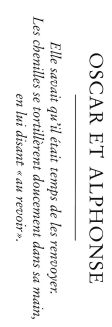 OSCAR ET ALPHONSE
Elle savait qu'il était temps de les renvoyer.
Les chenilles se tortillèrent doucement dans sa main,
en lui disant « au revoir ».